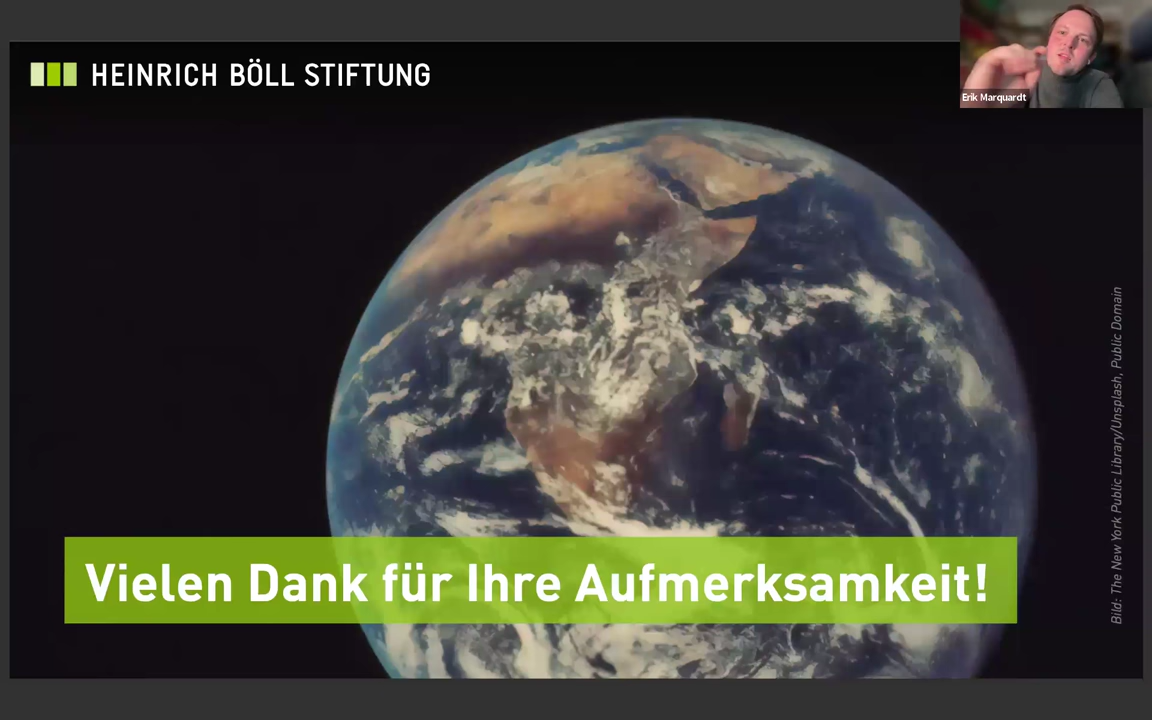 HEINRICH BÖLL STIFTUNG
Erik Marquardt
Vielen Dank für Ihre Aufmerksamkeit!
Bild: The New York Public Library/Unsplash, Public Domain